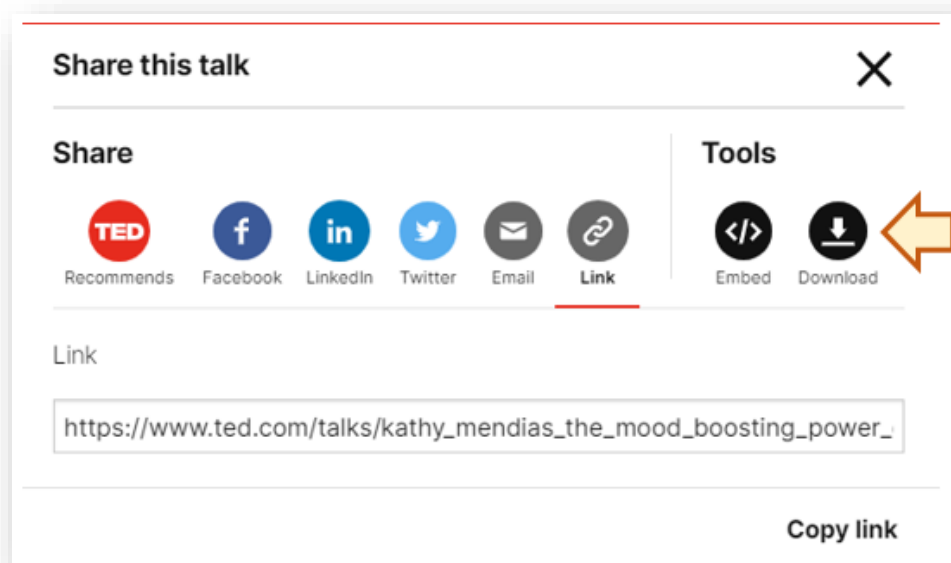 Share this talk
Share
Tools
TED
f
in
</>
Recommends
Facebook
LinkedIn
Twitter
Email
Link
Embed
Download
Link
https://www.ted.com/talks/kathy_mendias_the_mood_boosting_power_
Copy link